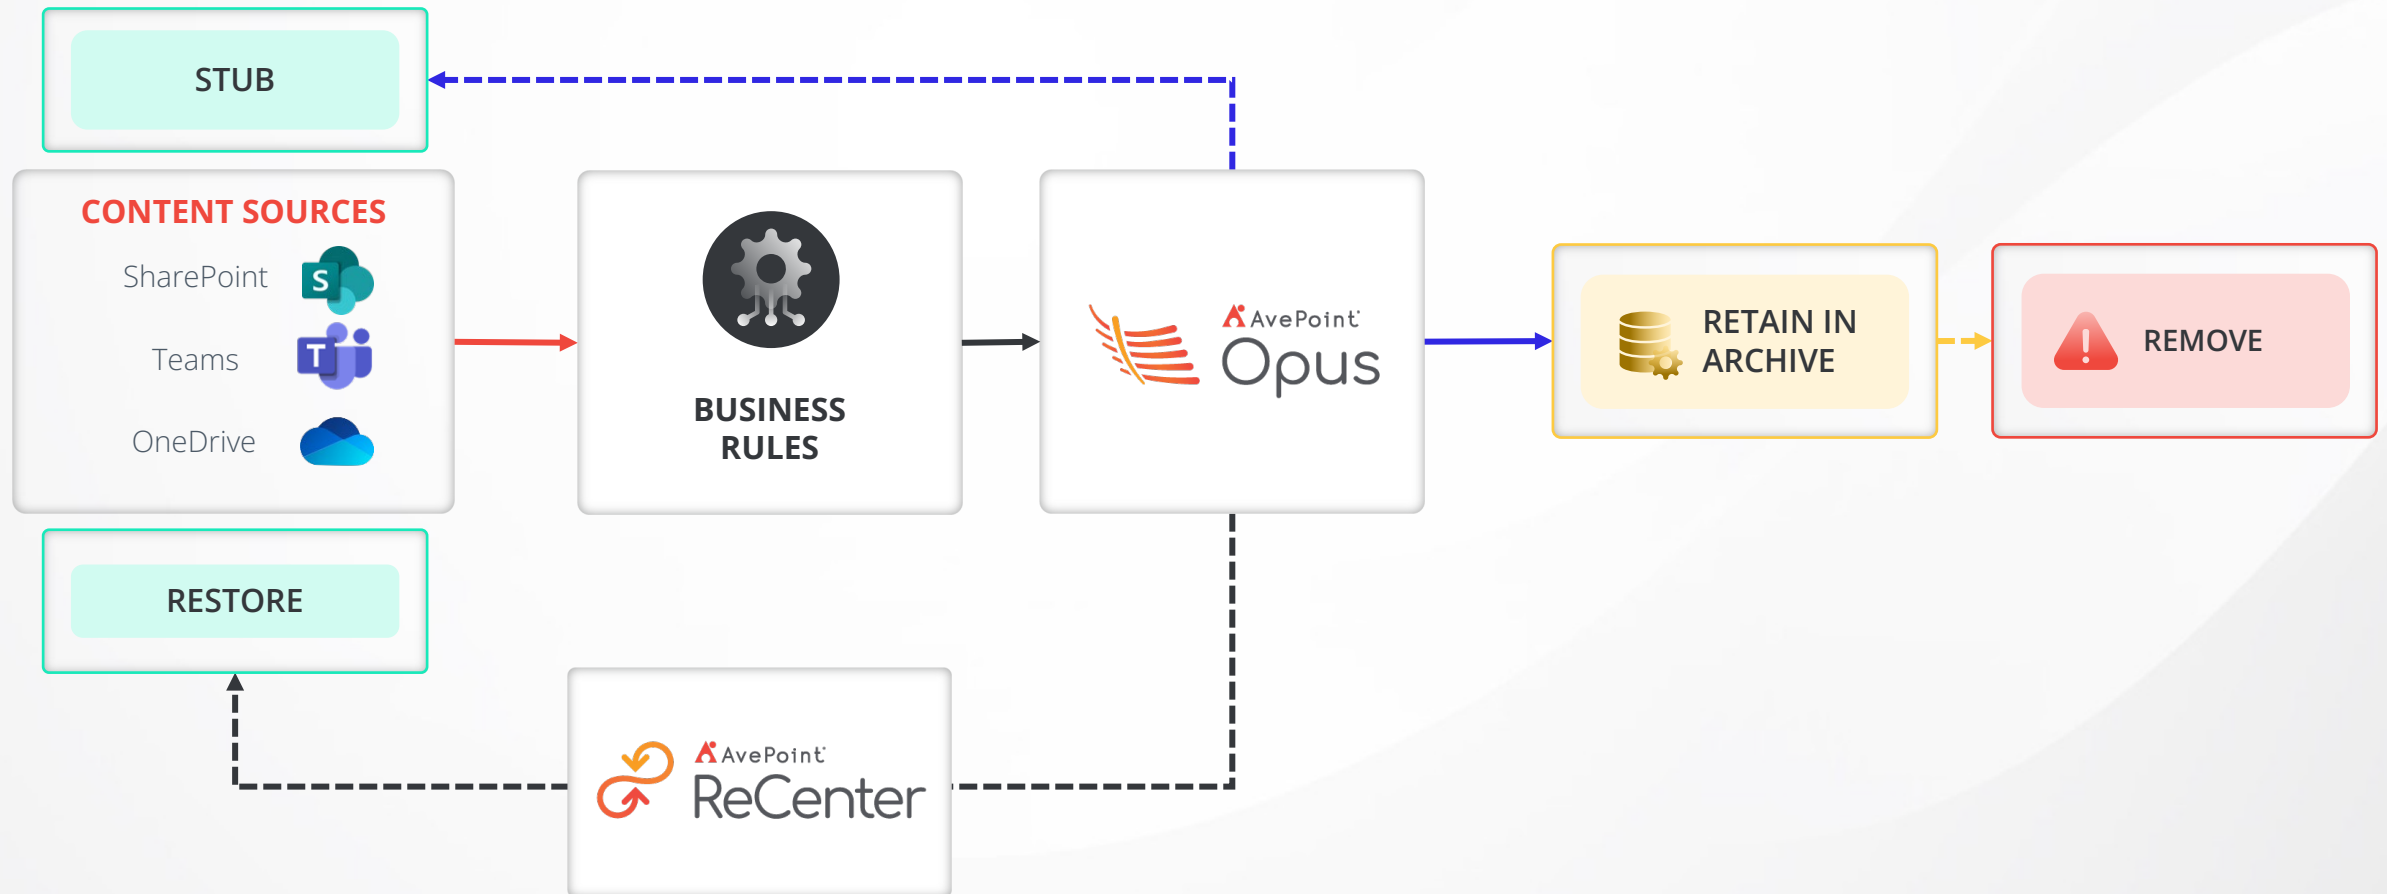 STUB
CONTENT SOURCES
SharePoint
S
Teams
T
OneDrive
BUSINESS
RULES
AvePoint
Opus
RETAIN IN
ARCHIVE
REMOVE
RESTORE
AvePoint
ReCenter